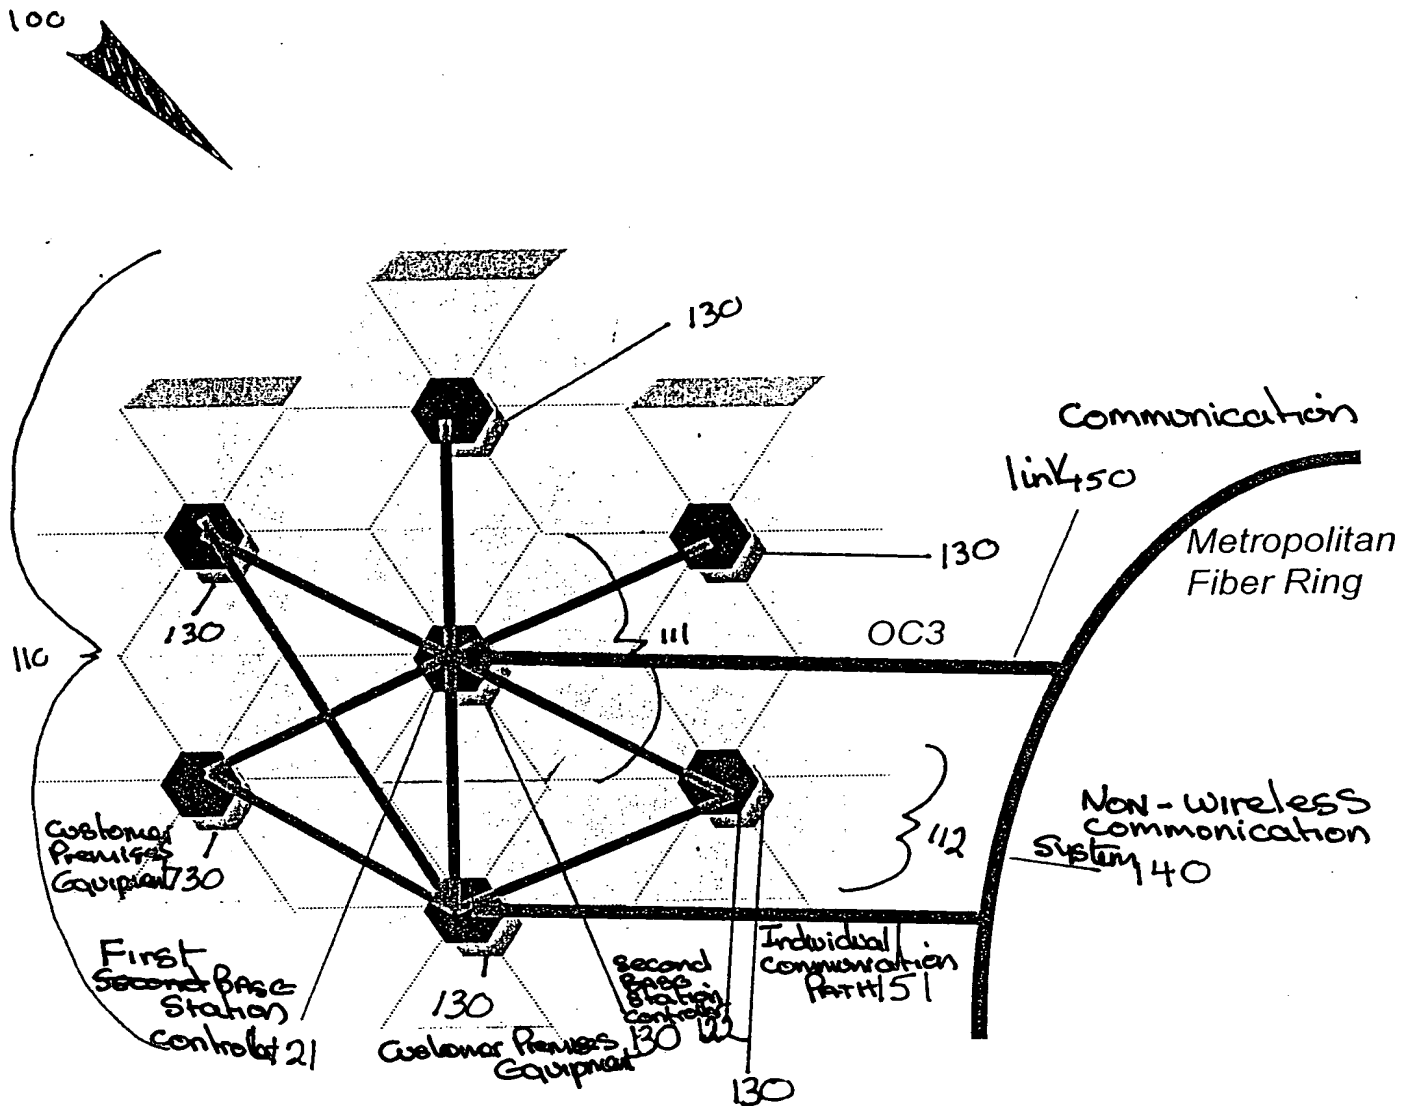 100
130
Communication
link 450
Metropolitan
Fiber Ring
130
130
111
OC3
110
Customer
Premises
Equipment 730
112
Non-wireless
communication
System 140
First
Second BASE
Station
Controller 121
130
Customer Premises
Equipment
second
BASE
Station
Controller
130 122
Individual
communication
PATH 151
130